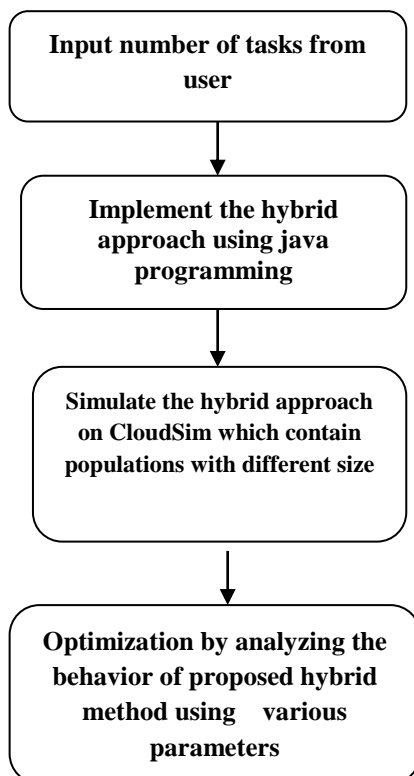 Input number of tasks from
user
Implement the hybrid
approach using java
programming
Simulate the hybrid approach
on CloudSim which contain
populations with different size
Optimization by analyzing the
behavior of proposed hybrid
method using various
parameters